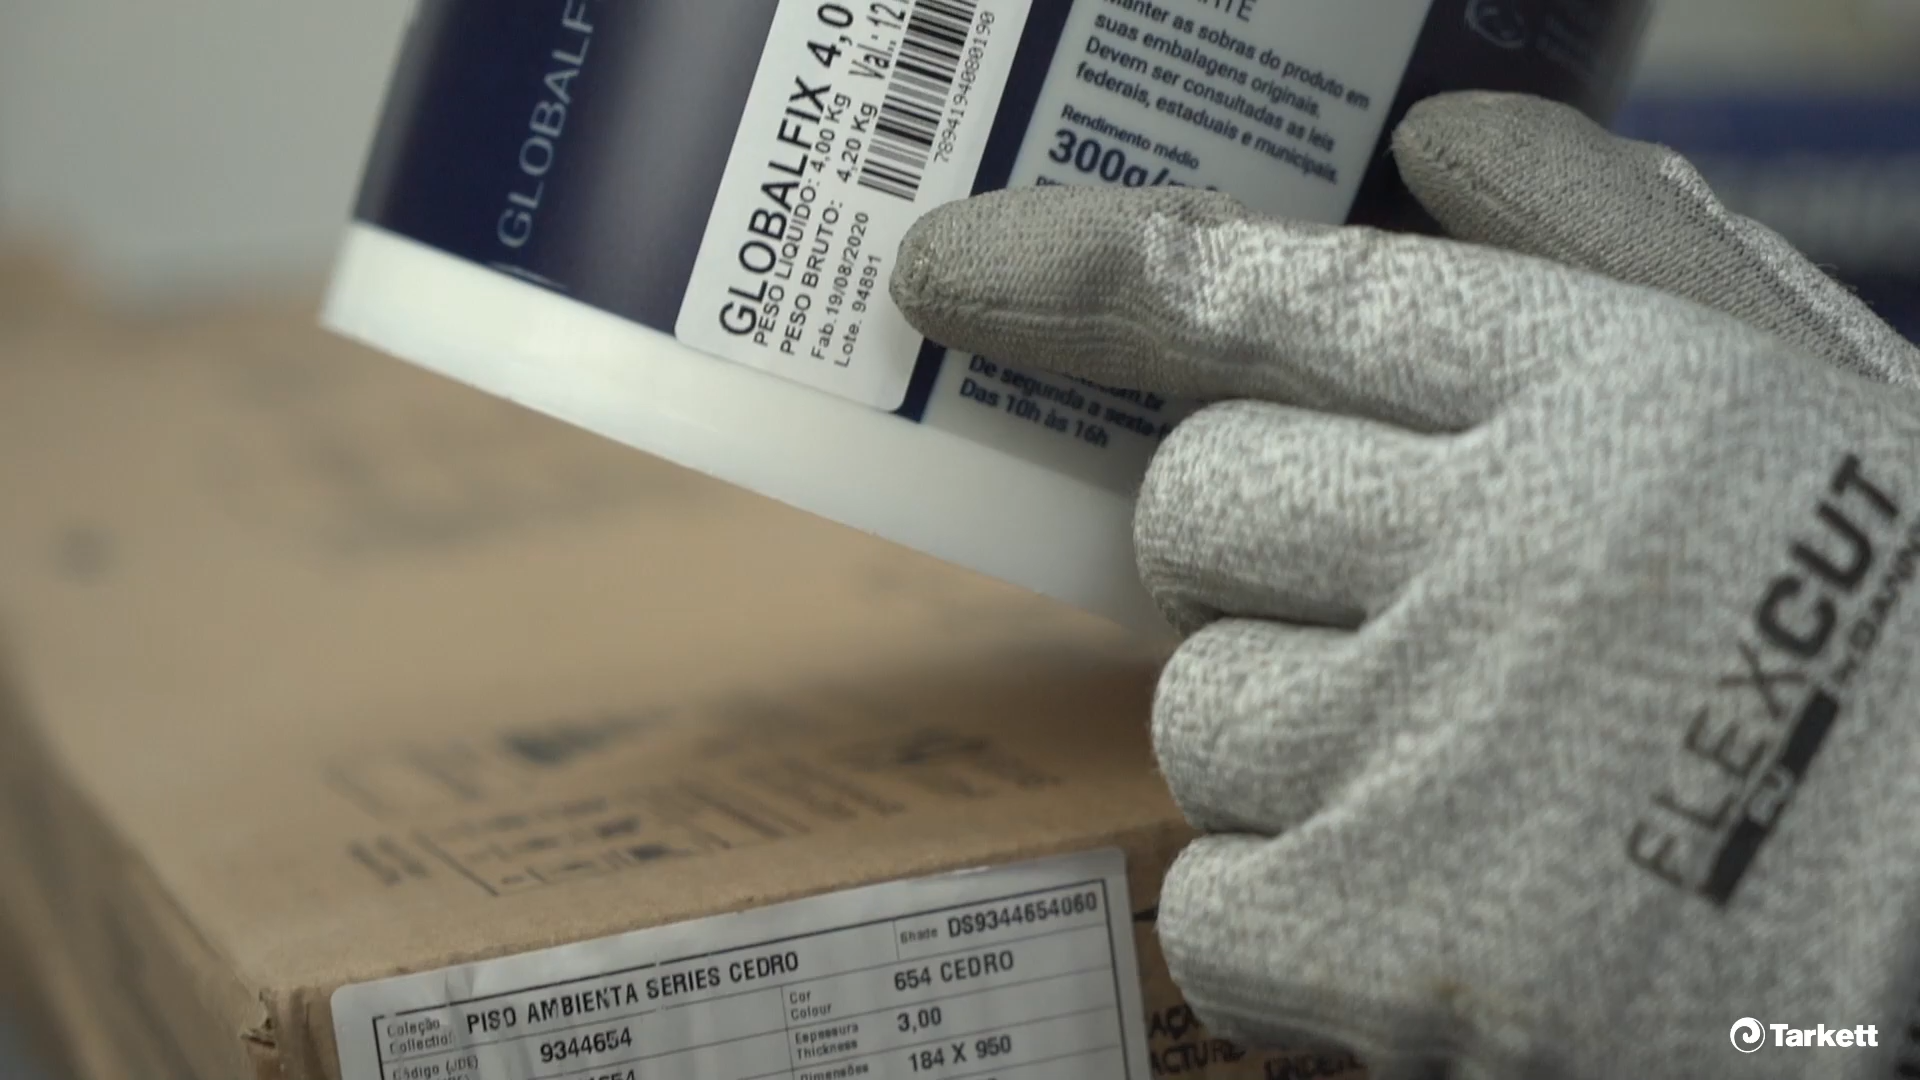 GLOBALF
GLOBALFIX 4,0
PESO LIQUIDO: 4,00 Kg
PESO BRUTO: 4,20 Kg Val.: 12
Fab.19/08/2020
Lote. 94891
7894194080190
Manter as sobras do produto em
suas embalagens originais.
Devem ser consultadas as leis
federais, estaduais e municipais.
Rendimento médio
300g/
De segunda a sexta-f
Das 10h às 16h
FLEXCUT
Coleção
Collection
PISO AMBIENTA SERIES CEDRO
Shade DS9344654060
Código (JDE)
9344654
Cor
Colour
654 CEDRO
Espessura
Thickness
3,00
Dimensões
184 X 950
Tarkett